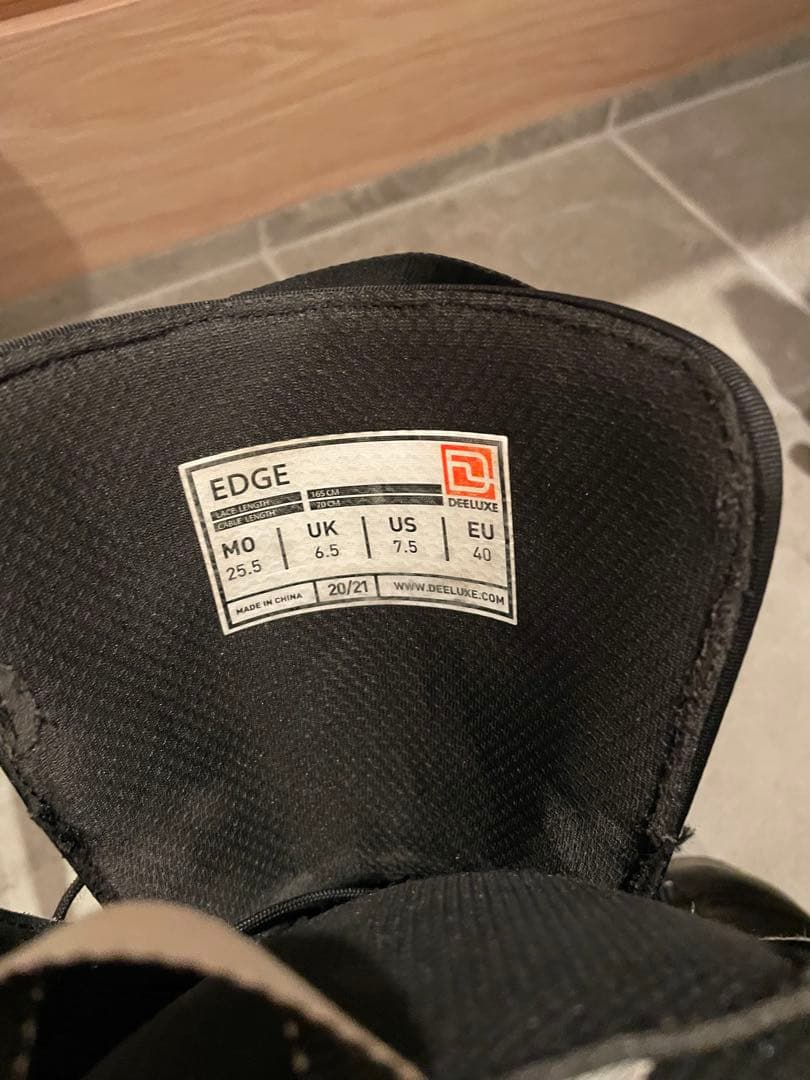 EDGE
LACE LENGTH 165 CM
CABLE LENGTH 70 CM
DEELUXE
MO UK US EU
25.5 6.5 7.5 40
MADE IN CHINA 20/21 WWW.DEELUXE.COM